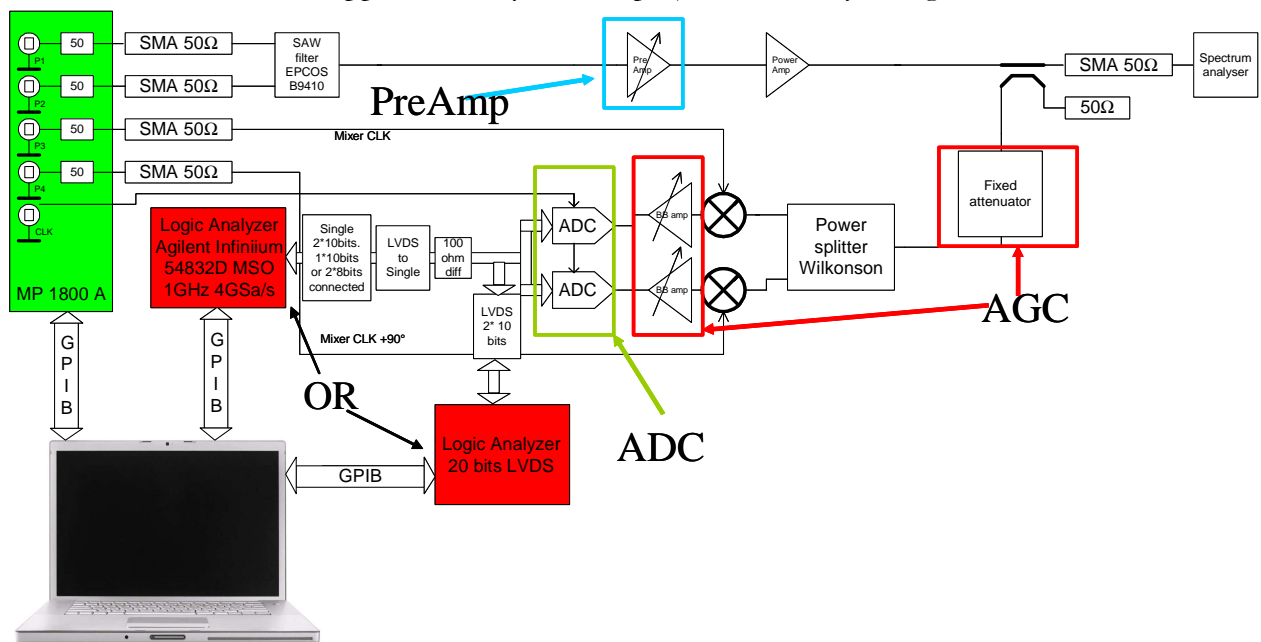 50
SMA 50Ω
P1
SAW
filter
EPCOS
B9410
Pre
Amp
Power
Amp
SMA 50Ω
Spectrum
analyser
50
SMA 50Ω
P2
PreAmp
50Ω
50
SMA 50Ω
P3
Mixer CLK
50
SMA 50Ω
P4
CLK
MP 1800 A
Logic Analyzer
Agilent Infiniium
54832D MSO
1GHz 4GSa/s
Single
2*10bits.
1*10bits
or 2*8bits
connected
LVDS
to
Single
100
ohm
diff
ADC
ADC
BB amp
BB amp
Power
splitter
Wilkonson
Fixed
attenuator
AGC
LVDS
2* 10
bits
Mixer CLK +90°
GPIB
GPIB
OR
ADC
Logic Analyzer
20 bits LVDS
GPIB